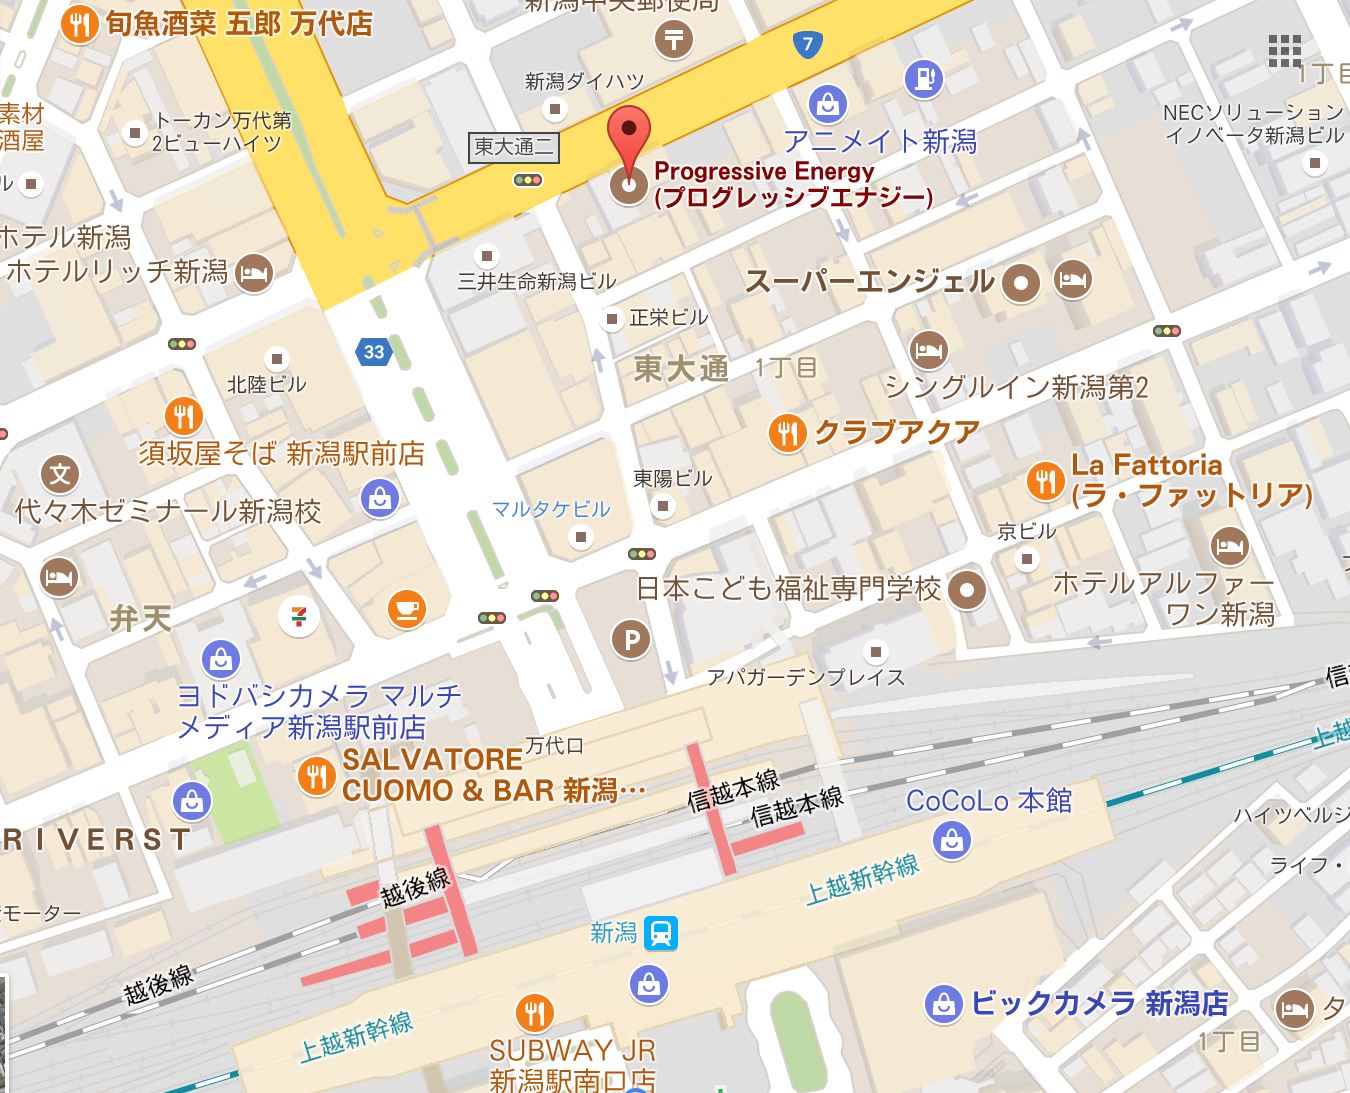 新潟中央郵便局
旬魚酒菜 五郎 万代店
〒
7
新潟ダイハツ
1丁目
素材
酒屋
トーカン万代第
2ビューハイツ
NECソリューション
イノベータ新潟ビル
アニメイト新潟
東大通二
Progressive Energy
(プログレッシブエナジー)
ル
ホテル新潟
ホテルリッチ新潟
三井生命新潟ビル
スーパーエンジェル
正栄ビル
33
東大通 1丁目
北陸ビル
シングルイン新潟第2
クラブアクア
須坂屋そば 新潟駅前店
La Fattoria
(ラ・ファットリア)
文
東陽ビル
代々木ゼミナール新潟校
マルタケビル
京ビル
日本こども福祉専門学校
ホテルアルファー
ワン新潟
弁天
7
P
アパガーデンプレイス
ヨドバシカメラ マルチ
メディア新潟駅前店
信越
上越
万代口
SALVATORE
CUOMO & BAR 新潟…
信越本線
信越本線
CoCoLo 本館
ハイツベルジ
RIVERST
ライフ・
越後線
上越新幹線
モーター
新潟
越後線
ビックカメラ 新潟店
タ
上越新幹線
1丁目
SUBWAY JR
新潟駅南口店